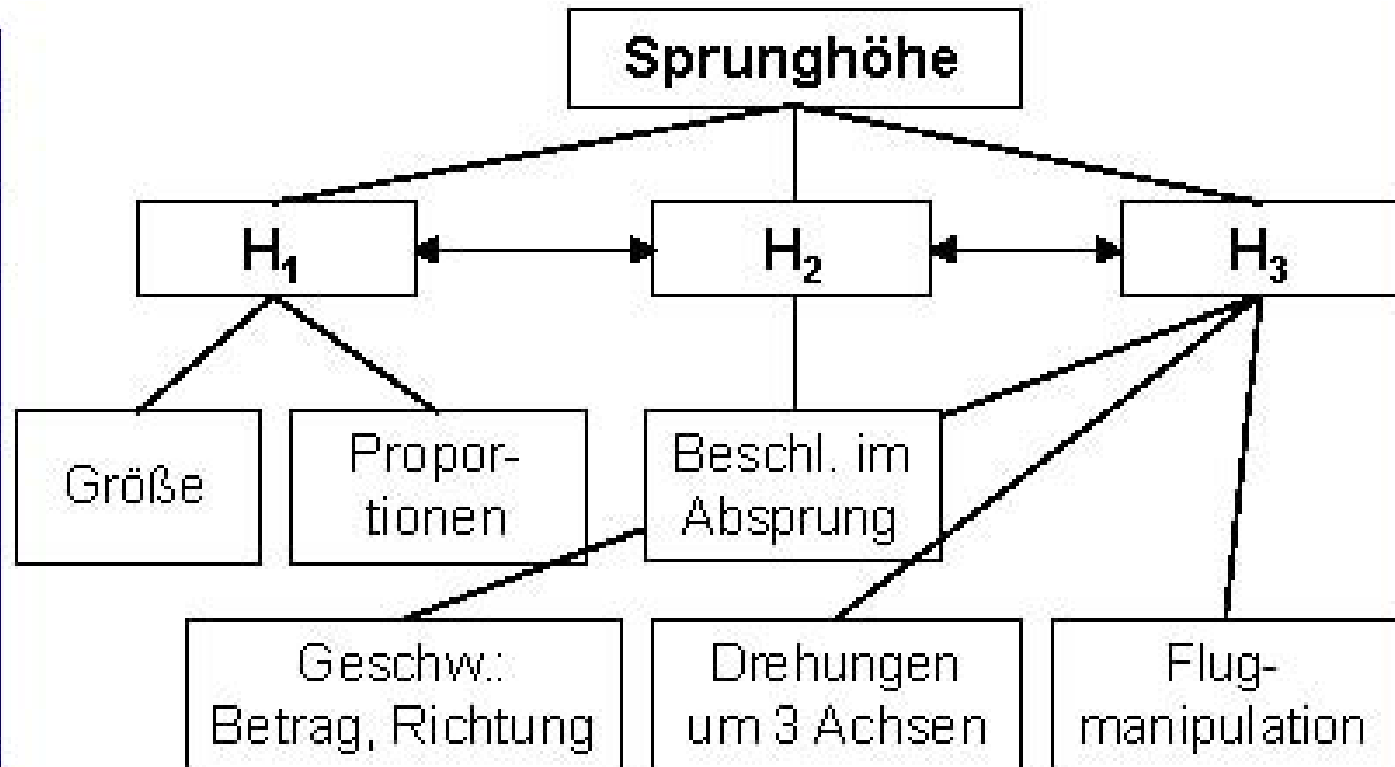 Sprunghöhe
H₁
H₂
H₃
Größe
Propor-
tionen
Beschl. im
Absprung
Geschw.:
Betrag, Richtung
Drehungen
um 3 Achsen
Flug-
manipulation